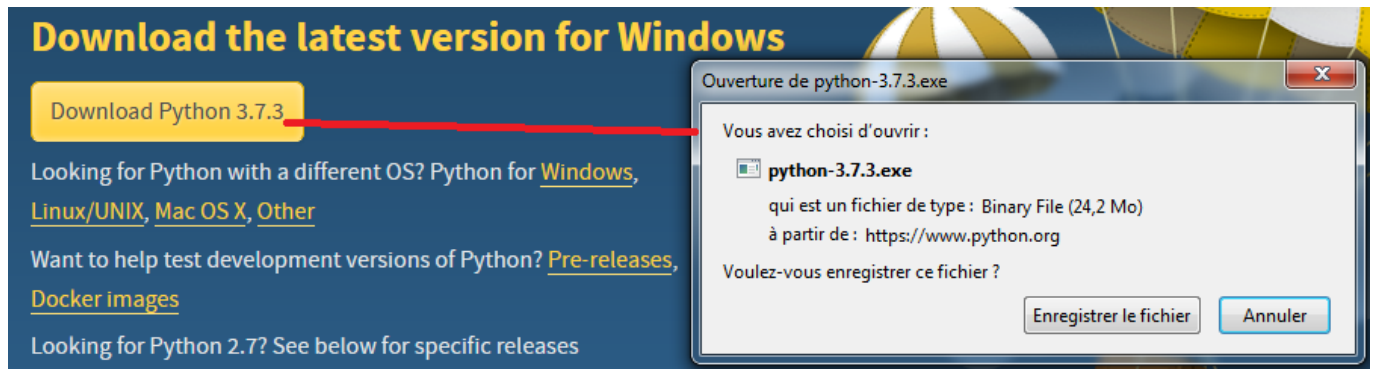 Download the latest version for Windows
Download Python 3.7.3
Looking for Python with a different OS? Python for Windows,
Linux/UNIX, Mac OS X, Other
Want to help test development versions of Python? Pre-releases,
Docker images
Looking for Python 2.7? See below for specific releases
Ouverture de python-3.7.3.exe
Vous avez choisi d'ouvrir :
python-3.7.3.exe
qui est un fichier de type : Binary File (24,2 Mo)
à partir de : https://www.python.org
Voulez-vous enregistrer ce fichier ?
Enregistrer le fichier
Annuler